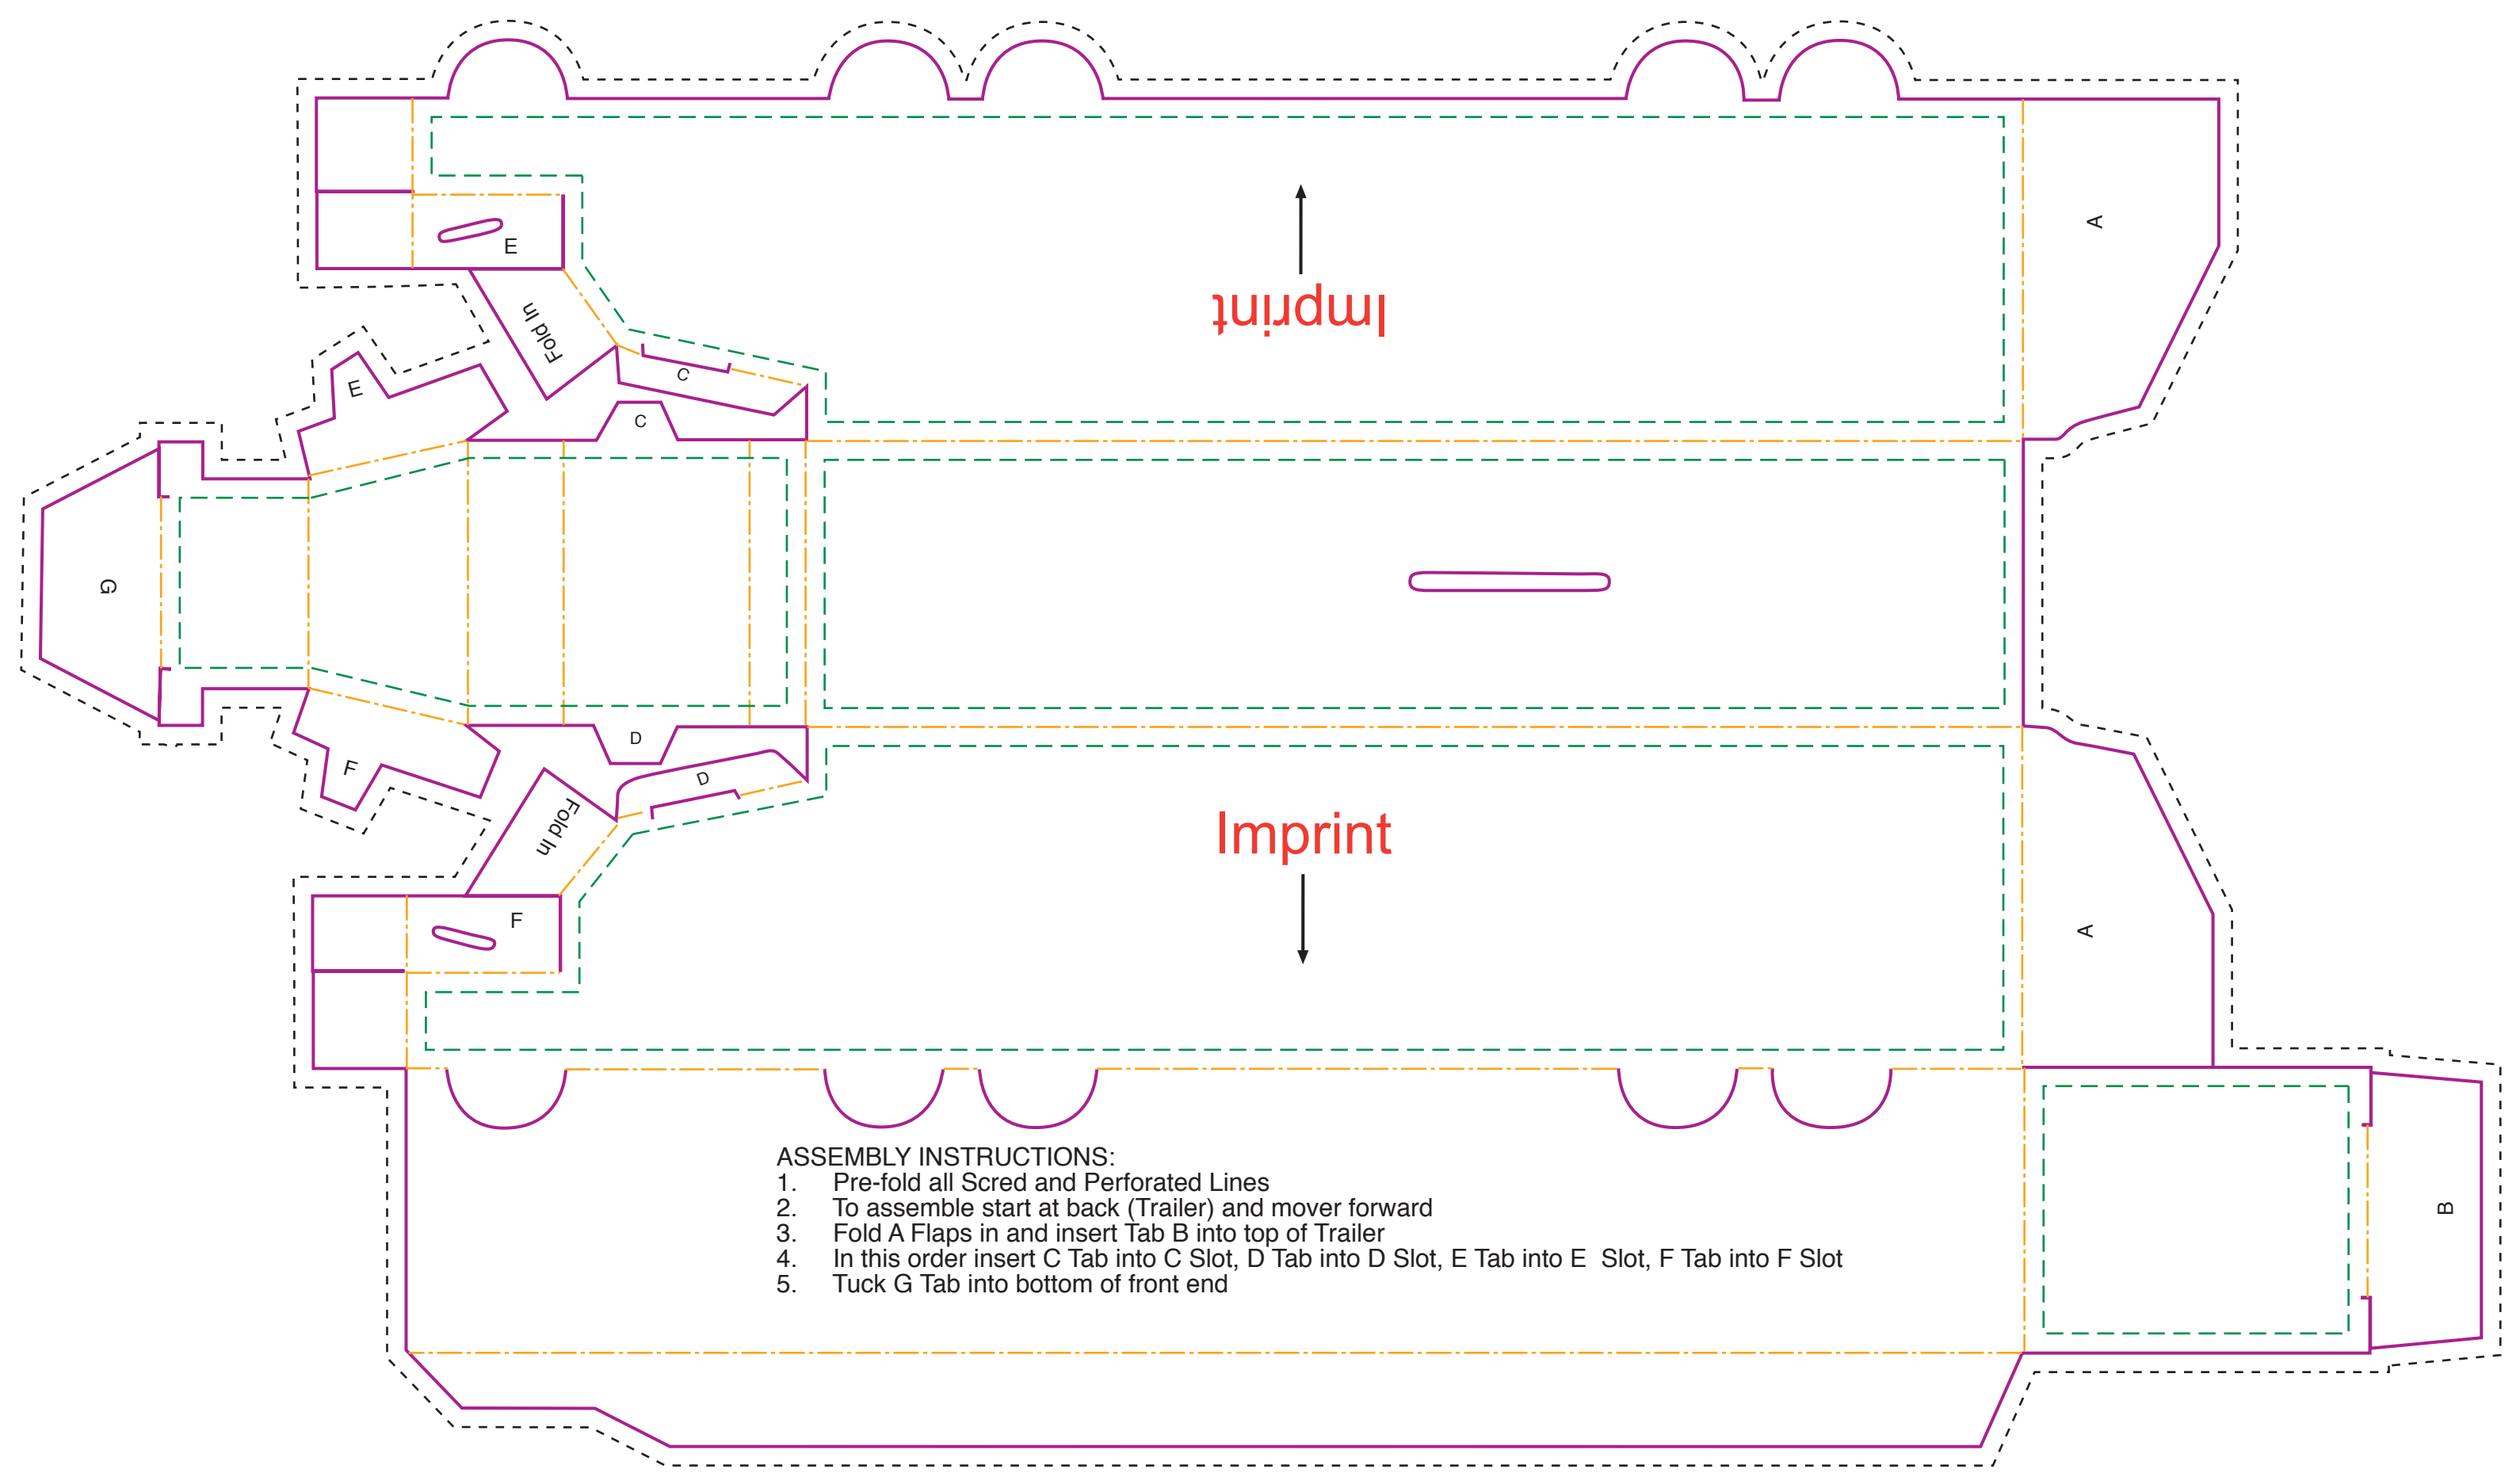 A
E
Imprint
Fold In
C
E
C
G
D
F
D
Fold In
Imprint
F
A
ASSEMBLY INSTRUCTIONS:
1. Pre-fold all Scred and Perforated Lines
2. To assemble start at back (Trailer) and mover forward
3. Fold A Flaps in and insert Tab B into top of Trailer
4. In this order insert C Tab into C Slot, D Tab into D Slot, E Tab into E  Slot, F Tab into F Slot
5. Tuck G Tab into bottom of front end
B